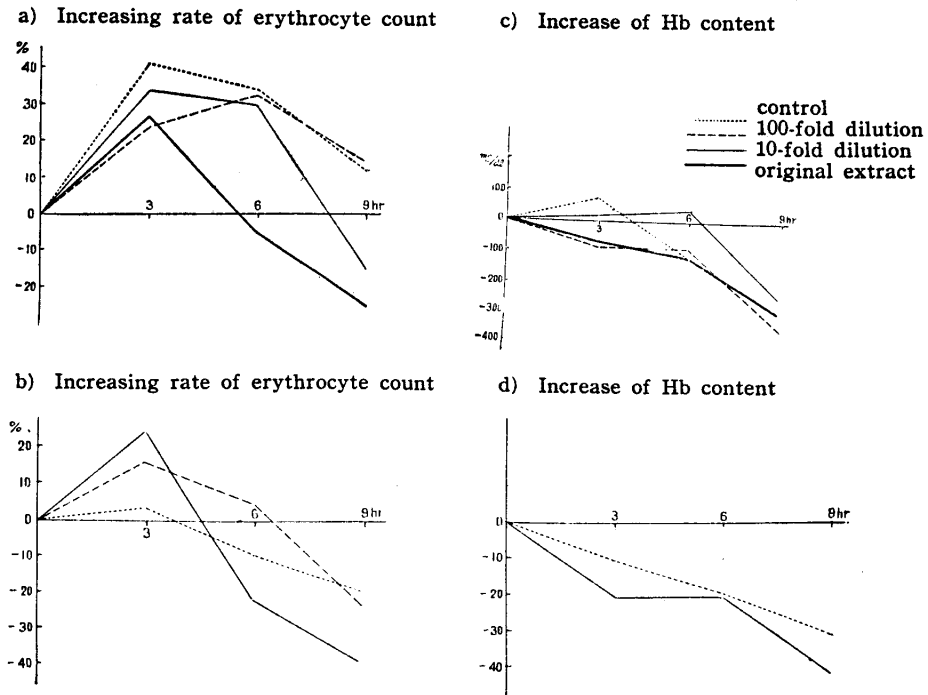 a) Increasing rate of erythrocyte count
%
40
30
20
10
0
-10
-20
3
6
9hr
c) Increase of Hb content
control
100-fold dilution
10-fold dilution
original extract
100
0
-100
-200
-300
-400
3
6
9hr
b) Increasing rate of erythrocyte count
%.
20
10
0
-10
-20
-30
-40
3
6
9hr
d) Increase of Hb content
0
-10
-20
-30
-40
3
6
9hr